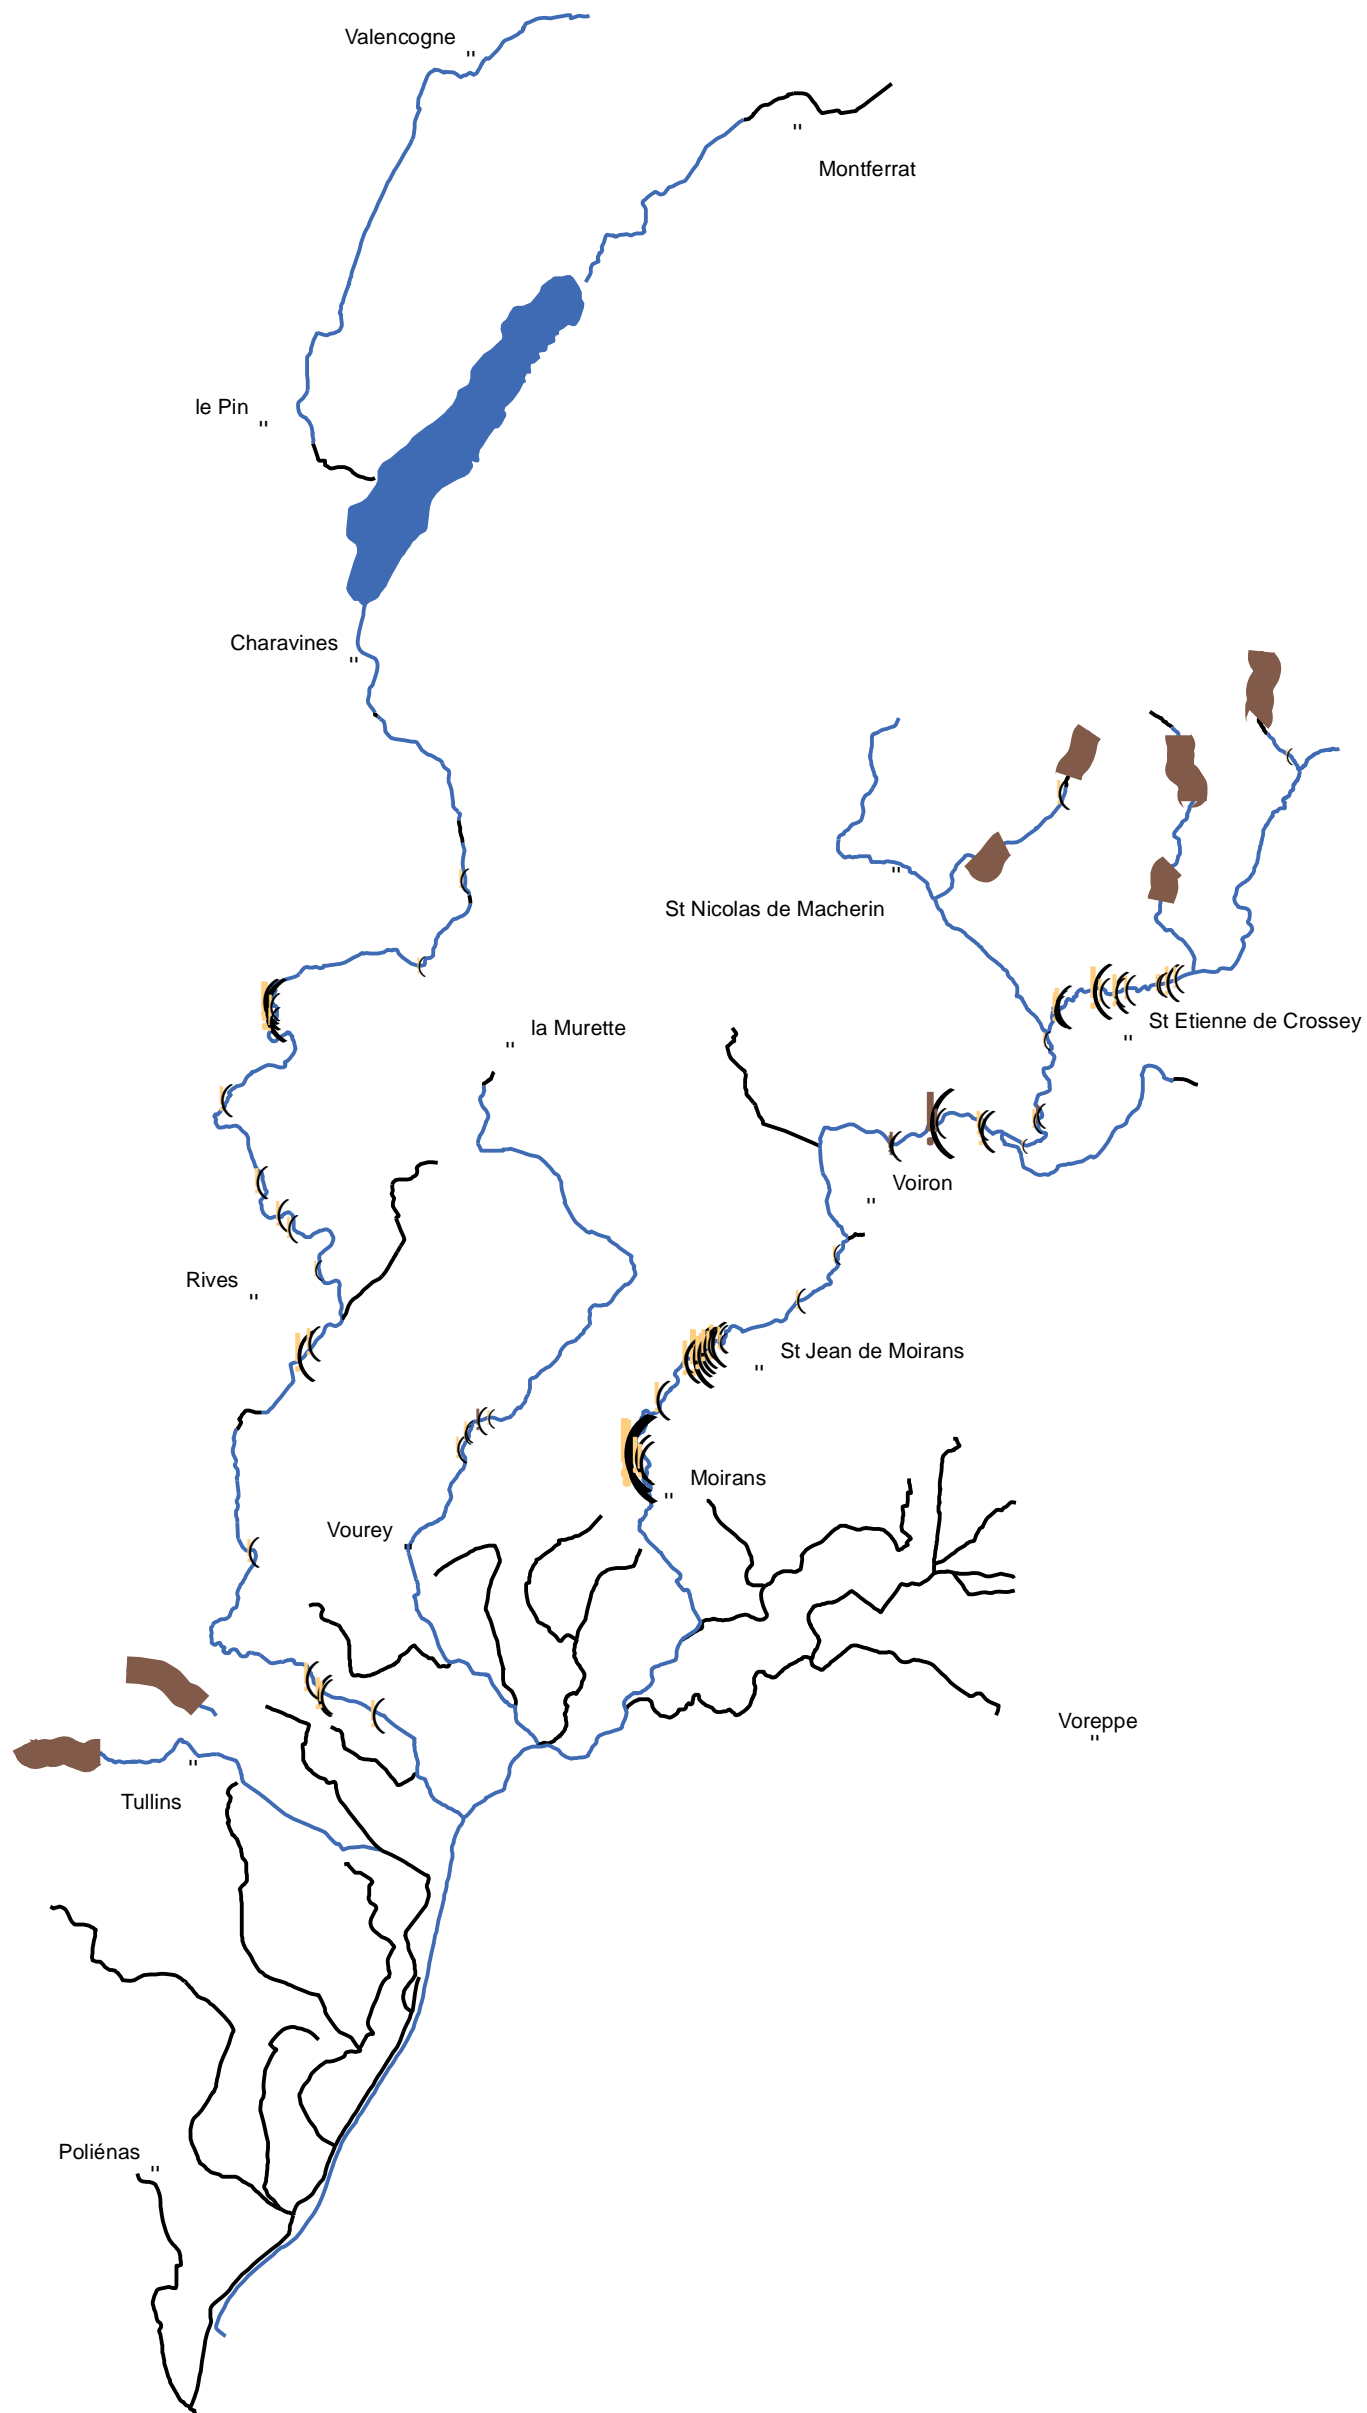 Valencogne
Montferrat
le Pin
Charavines
St Nicolas de Macherin
St Etienne de Crossey
la Murette
Voiron
Rives
St Jean de Moirans
Moirans
Vourey
Voreppe
Tullins
Poliénas